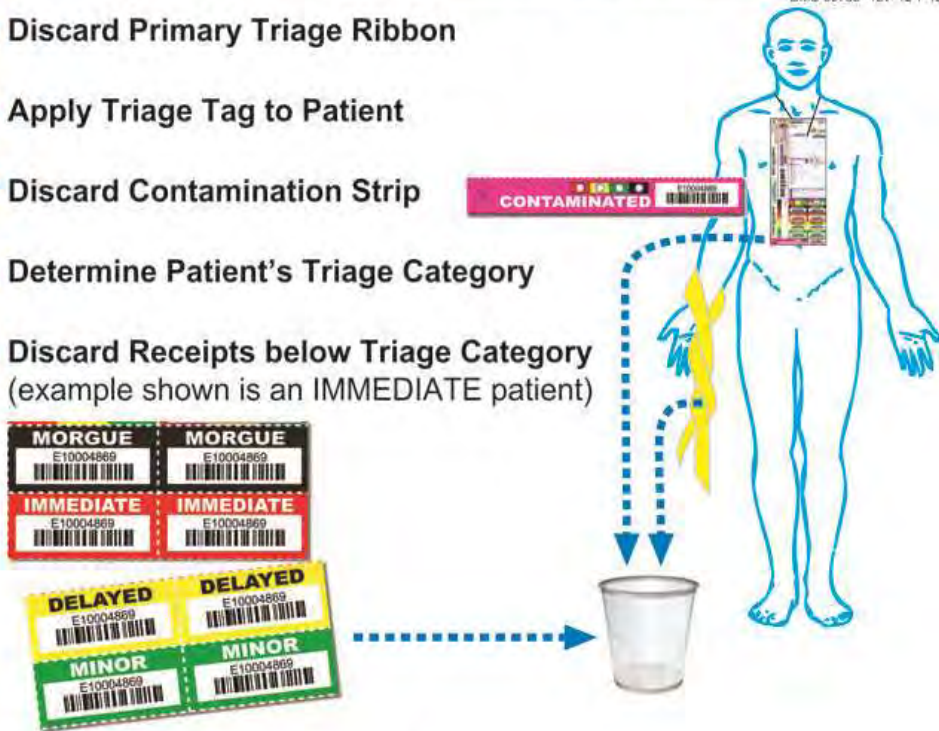 Discard Primary Triage Ribbon
Apply Triage Tag to Patient
Discard Contamination Strip
CONTAMINATED
E10004869
Determine Patient's Triage Category
Discard Receipts below Triage Category
(example shown is an IMMEDIATE patient)
MORGUE MORGUE
E10004869 E10004869
IMMEDIATE IMMEDIATE
E10004869 E10004869
DELAYED DELAYED
E10004869 E10004869
MINOR MINOR
E10004869 E10004869